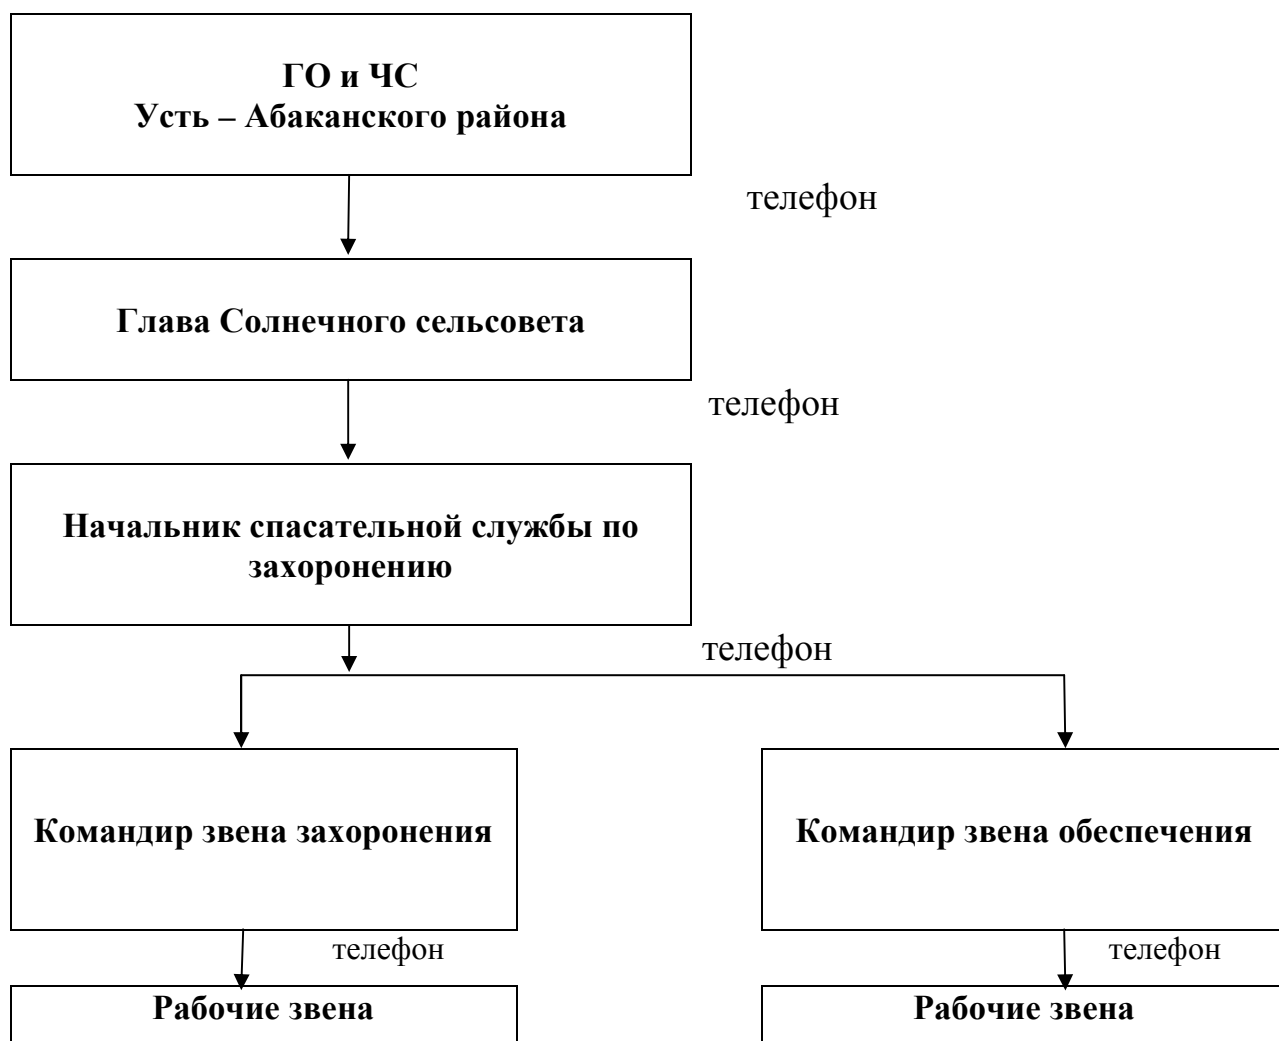 ГО и ЧС
Усть – Абаканского района
телефон
Глава Солнечного сельсовета
телефон
Начальник спасательной службы по
захоронению
телефон
Командир звена захоронения
Командир звена обеспечения
телефон
телефон
Рабочие звена
Рабочие звена